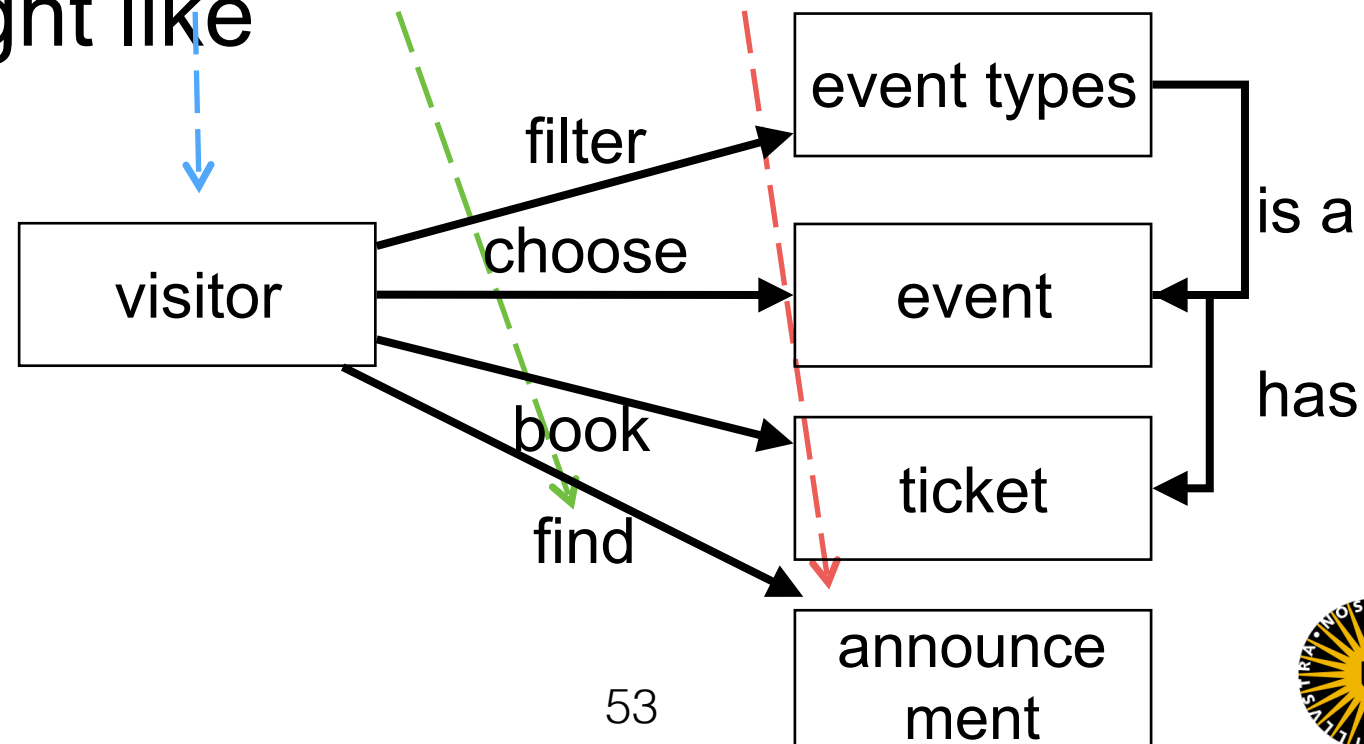 ght like
event types
filter
is a
choose
visitor
event
has
book
ticket
find
announce
ment
53